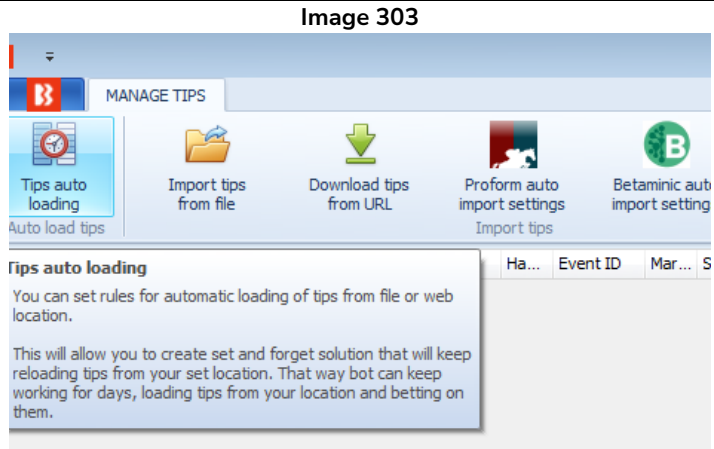 Image 303
MANAGE TIPS
Tips auto
loading
Import tips
from file
Download tips
from URL
Proform auto
import settings
B
Betaminic aut
import setting
Auto load tips
Import tips
Tips auto loading
You can set rules for automatic loading of tips from file or web
location.
This will allow you to create set and forget solution that will keep
reloading tips from your set location. That way bot can keep
working for days, loading tips from your location and betting on
them.
Ha... Event ID Mar... S